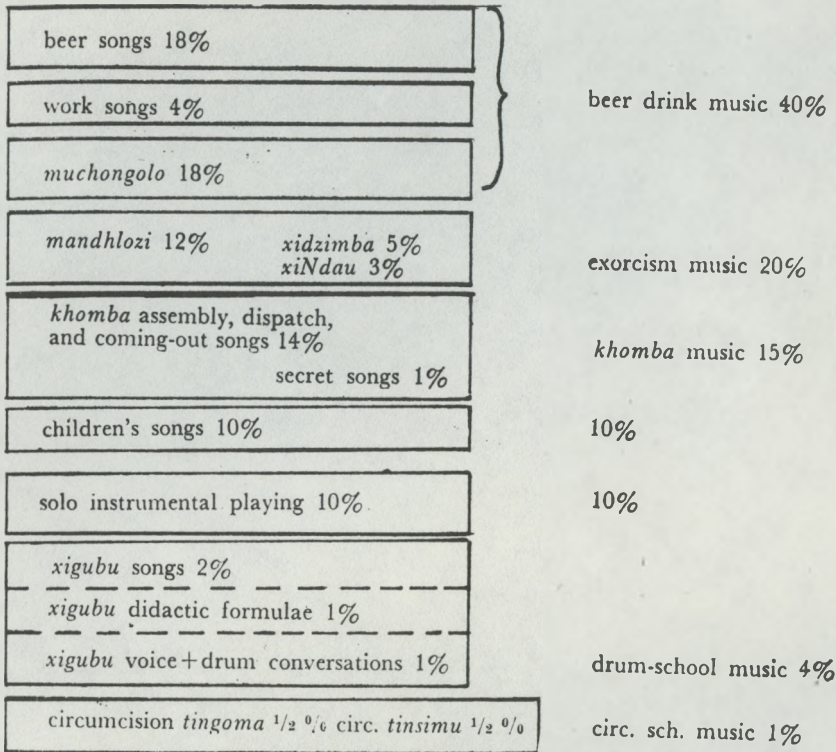 beer songs 18%
work songs 4%
beer drink music 40%
muchongolo 18%
mandhlozi 12% xidzimba 5%
xiNdau 3%
exorcism music 20%
khomba assembly, dispatch,
and coming-out songs 14%
khomba music 15%
secret songs 1%
children's songs 10%
10%
solo instrumental playing 10%
10%
xigubu songs 2%
xigubu didactic formulae 1%
xigubu voice+drum conversations 1%
drum-school music 4%
circumcision tingoma 1/2 % circ. tinsimu 1/2 %
circ. sch. music 1%